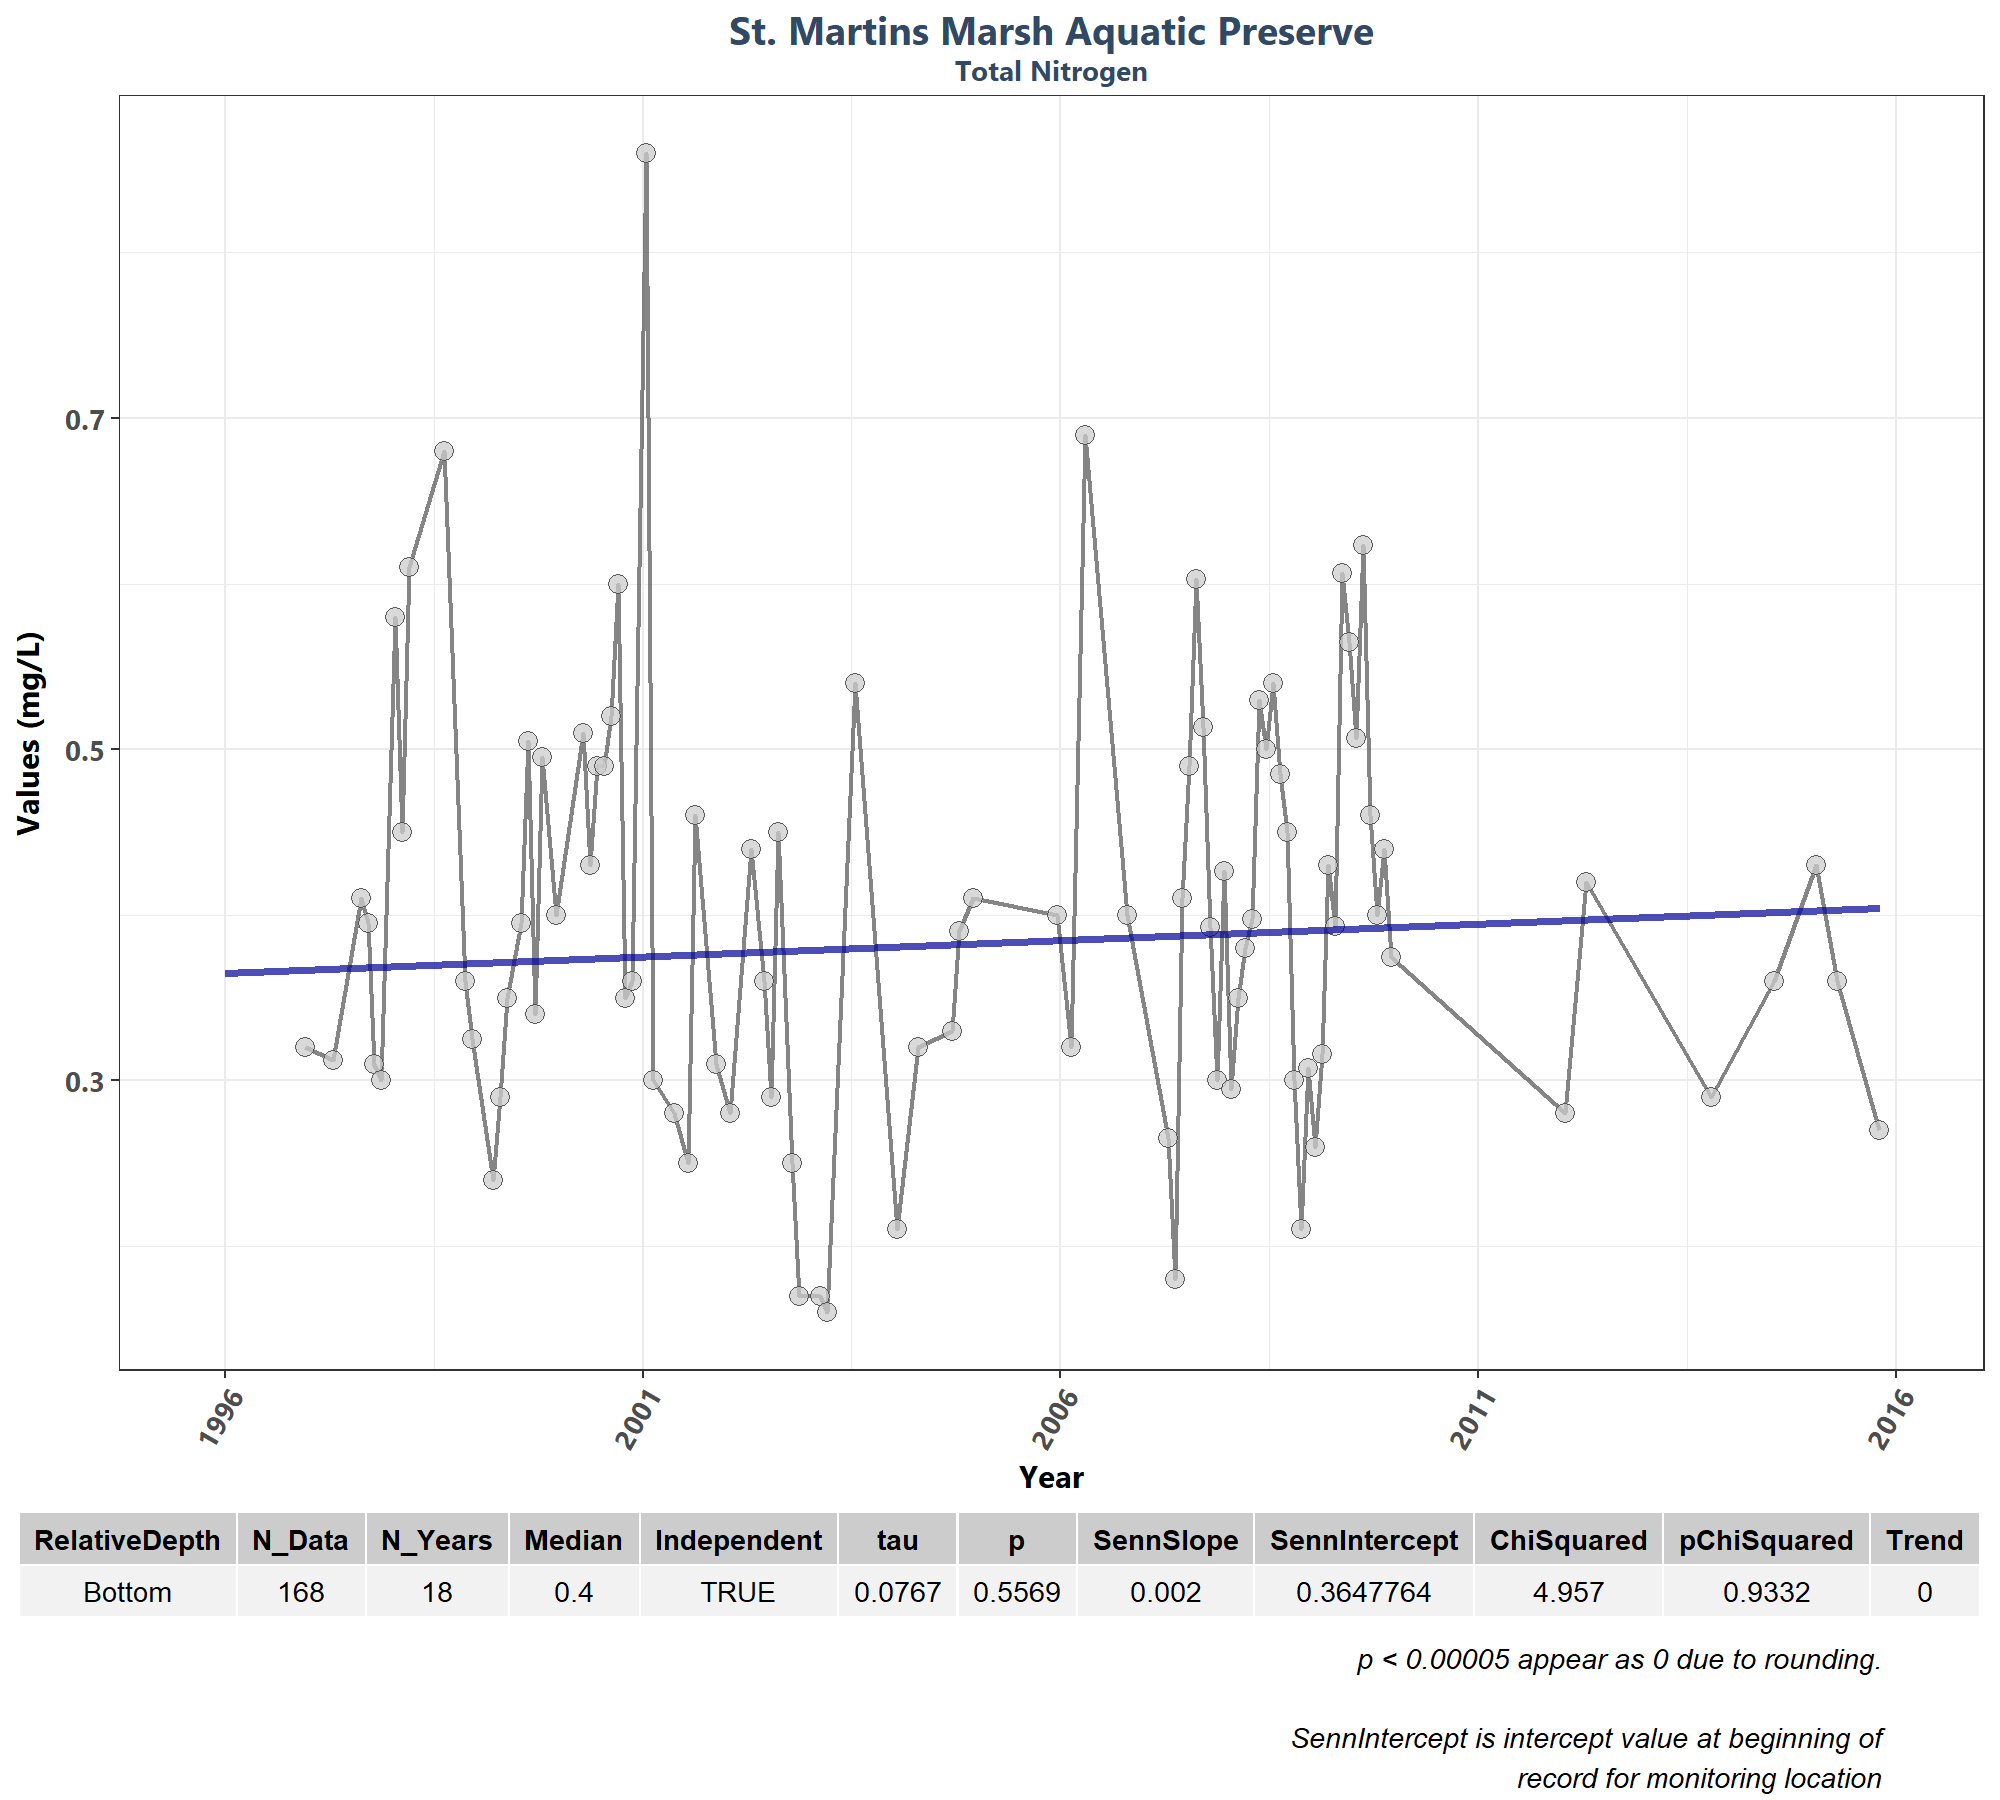 St. Martins Marsh Aquatic Preserve
Total Nitrogen
Values (mg/L)
0.7
0.5
0.3
1996 2001 2006 2011 2016
Year
RelativeDepth N_Data N_Years Median Independent tau p SennSlope SennIntercept ChiSquared pChiSquared Trend
Bottom 168 18 0.4 TRUE 0.0767 0.5569 0.002 0.3647764 4.957 0.9332 0
p < 0.00005 appear as 0 due to rounding.
SennIntercept is intercept value at beginning of
record for monitoring location